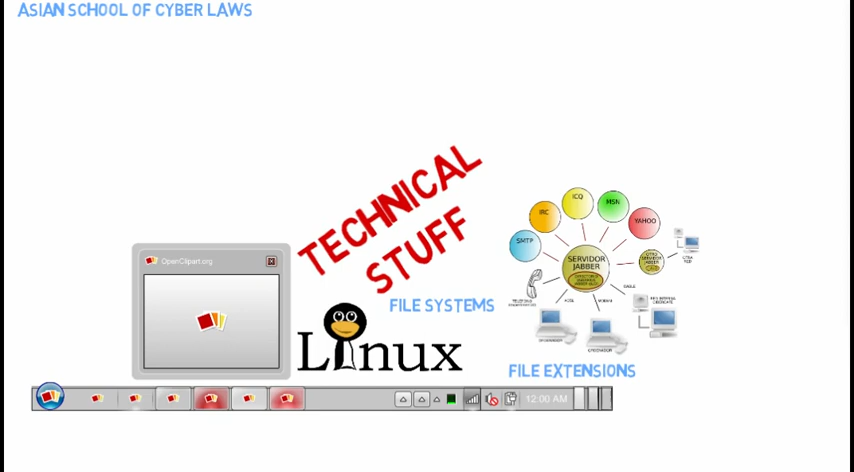 ASIAN SCHOOL OF CYBER LAWS
TECHNICAL
STUFF
ICQ
MSN
IRC
YAHOO
SMTP
SERVIDOR
JABBER
OpenClipart.org
FILE SYSTEMS
Linux
FILE EXTENSIONS
12:00 AM